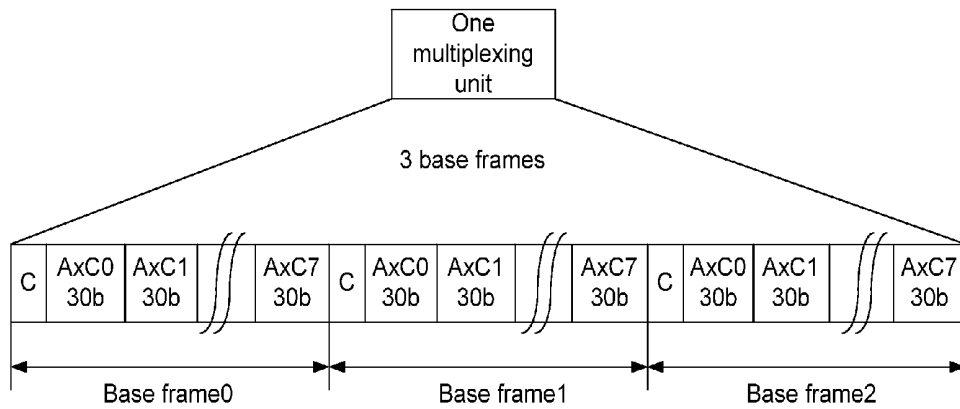 One
multiplexing
unit
3 base frames
C AxC0 AxC1 AxC7 C AxC0 AxC1 AxC7 C AxC0 AxC1 AxC7
30b 30b 30b 30b 30b 30b 30b 30b 30b
Base frame0 Base frame1 Base frame2